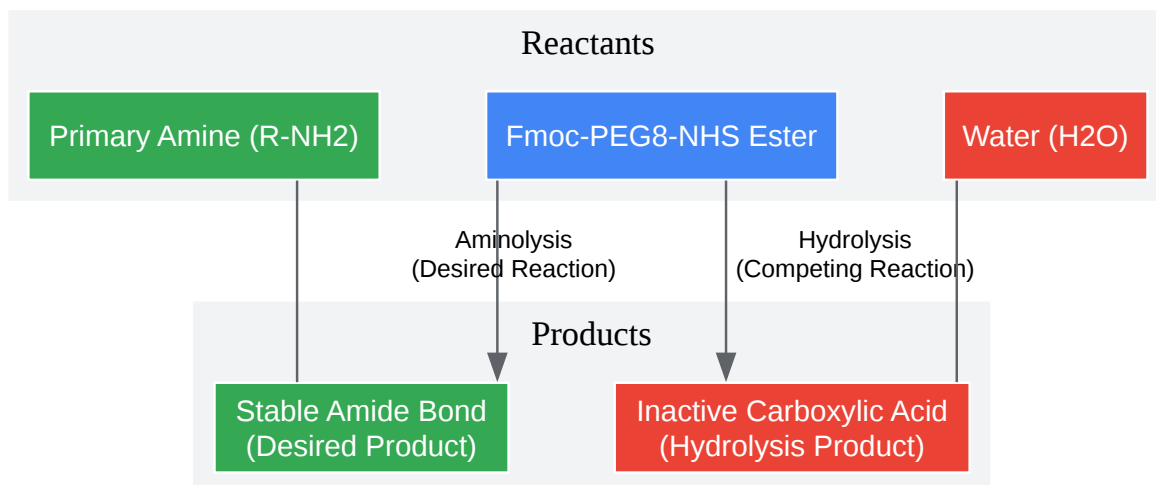 Reactants
Primary Amine (R-NH2)
Fmoc-PEG8-NHS Ester
Water (H2O)
Aminolysis
(Desired Reaction)
Hydrolysis
(Competing Reaction)
Products
Stable Amide Bond
(Desired Product)
Inactive Carboxylic Acid
(Hydrolysis Product)